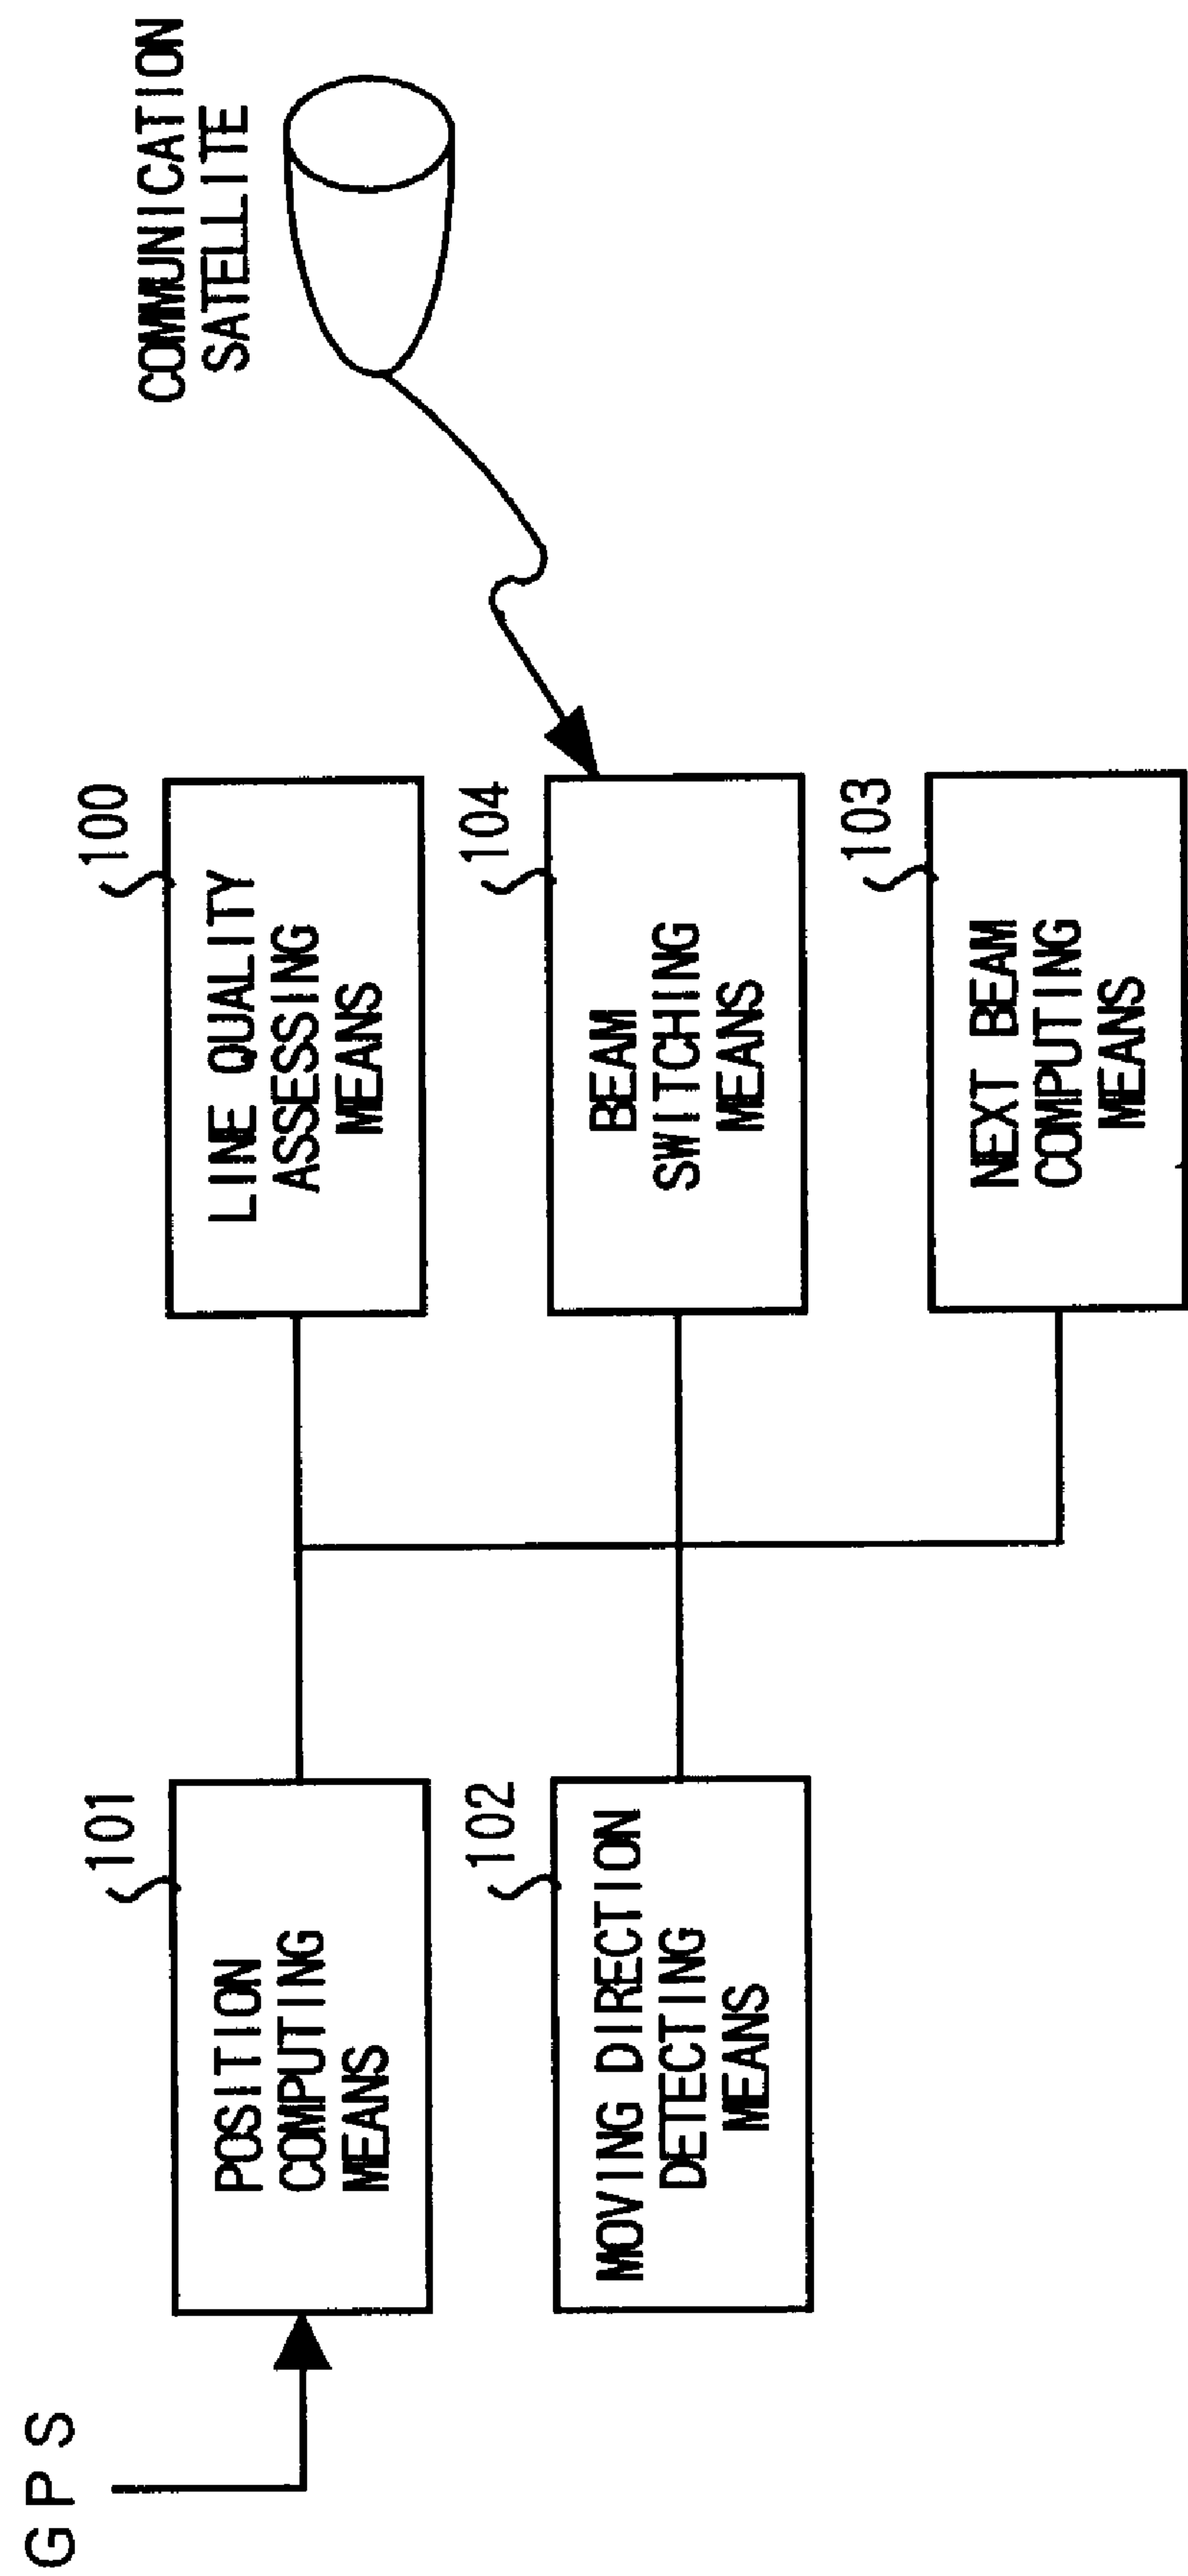 GPS
101
POSITION
COMPUTING
MEANS
100
LINE QUALITY
ASSESSING
MEANS
COMMUNICATION
SATELLITE
102
MOVING DIRECTION
DETECTING
MEANS
104
BEAM
SWITCHING
MEANS
103
NEXT BEAM
COMPUTING
MEANS